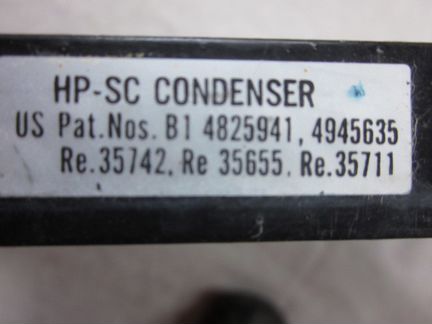 HP-SC CONDENSER
US Pat.Nos. B1 4825941, 4945635
Re.35742, Re 35655, Re.35711